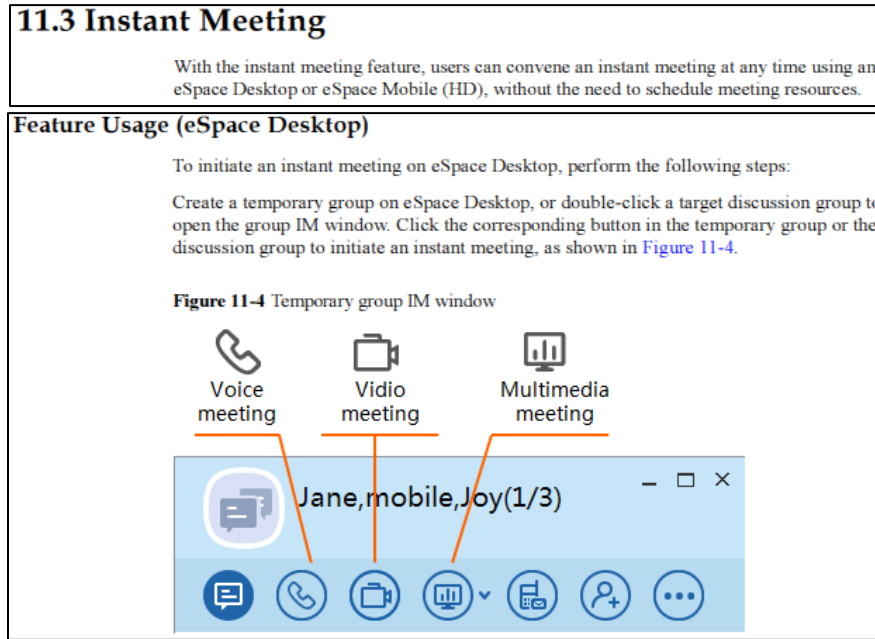 11.3 Instant Meeting
With the instant meeting feature, users can convene an instant meeting at any time using an
eSpace Desktop or eSpace Mobile (HD), without the need to schedule meeting resources.
Feature Usage (eSpace Desktop)
To initiate an instant meeting on eSpace Desktop, perform the following steps:
Create a temporary group on eSpace Desktop, or double-click a target discussion group to
open the group IM window. Click the corresponding button in the temporary group or the
discussion group to initiate an instant meeting, as shown in Figure 11-4.
Figure 11-4 Temporary group IM window
Voice
meeting
Vidio
meeting
Multimedia
meeting
Jane,mobile,Joy(1/3)